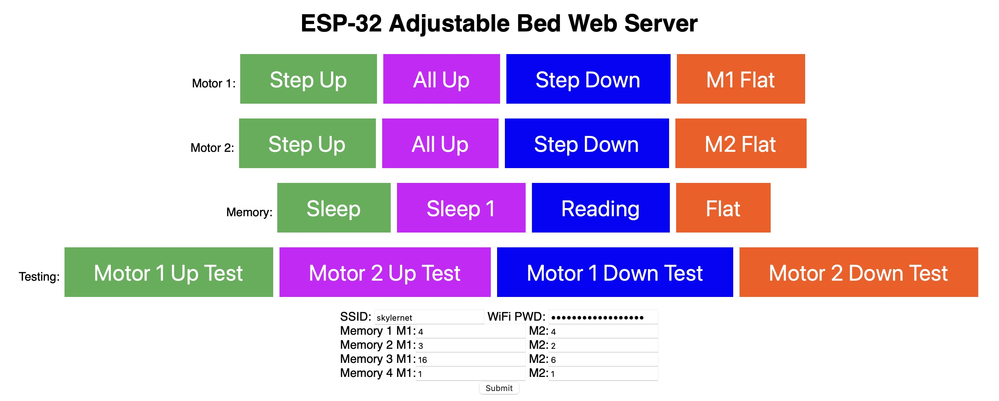 ESP-32 Adjustable Bed Web Server
Motor 1: Step Up All Up Step Down M1 Flat
Motor 2: Step Up All Up Step Down M2 Flat
Memory: Sleep Sleep 1 Reading Flat
Testing: Motor 1 Up Test Motor 2 Up Test Motor 1 Down Test Motor 2 Down Test
SSID: skylernet WiFi PWD: ••••••••••••••••••
Memory 1 M1: 4 M2: 4
Memory 2 M1: 3 M2: 2
Memory 3 M1: 16 M2: 6
Memory 4 M1: 1 M2: 1
Submit